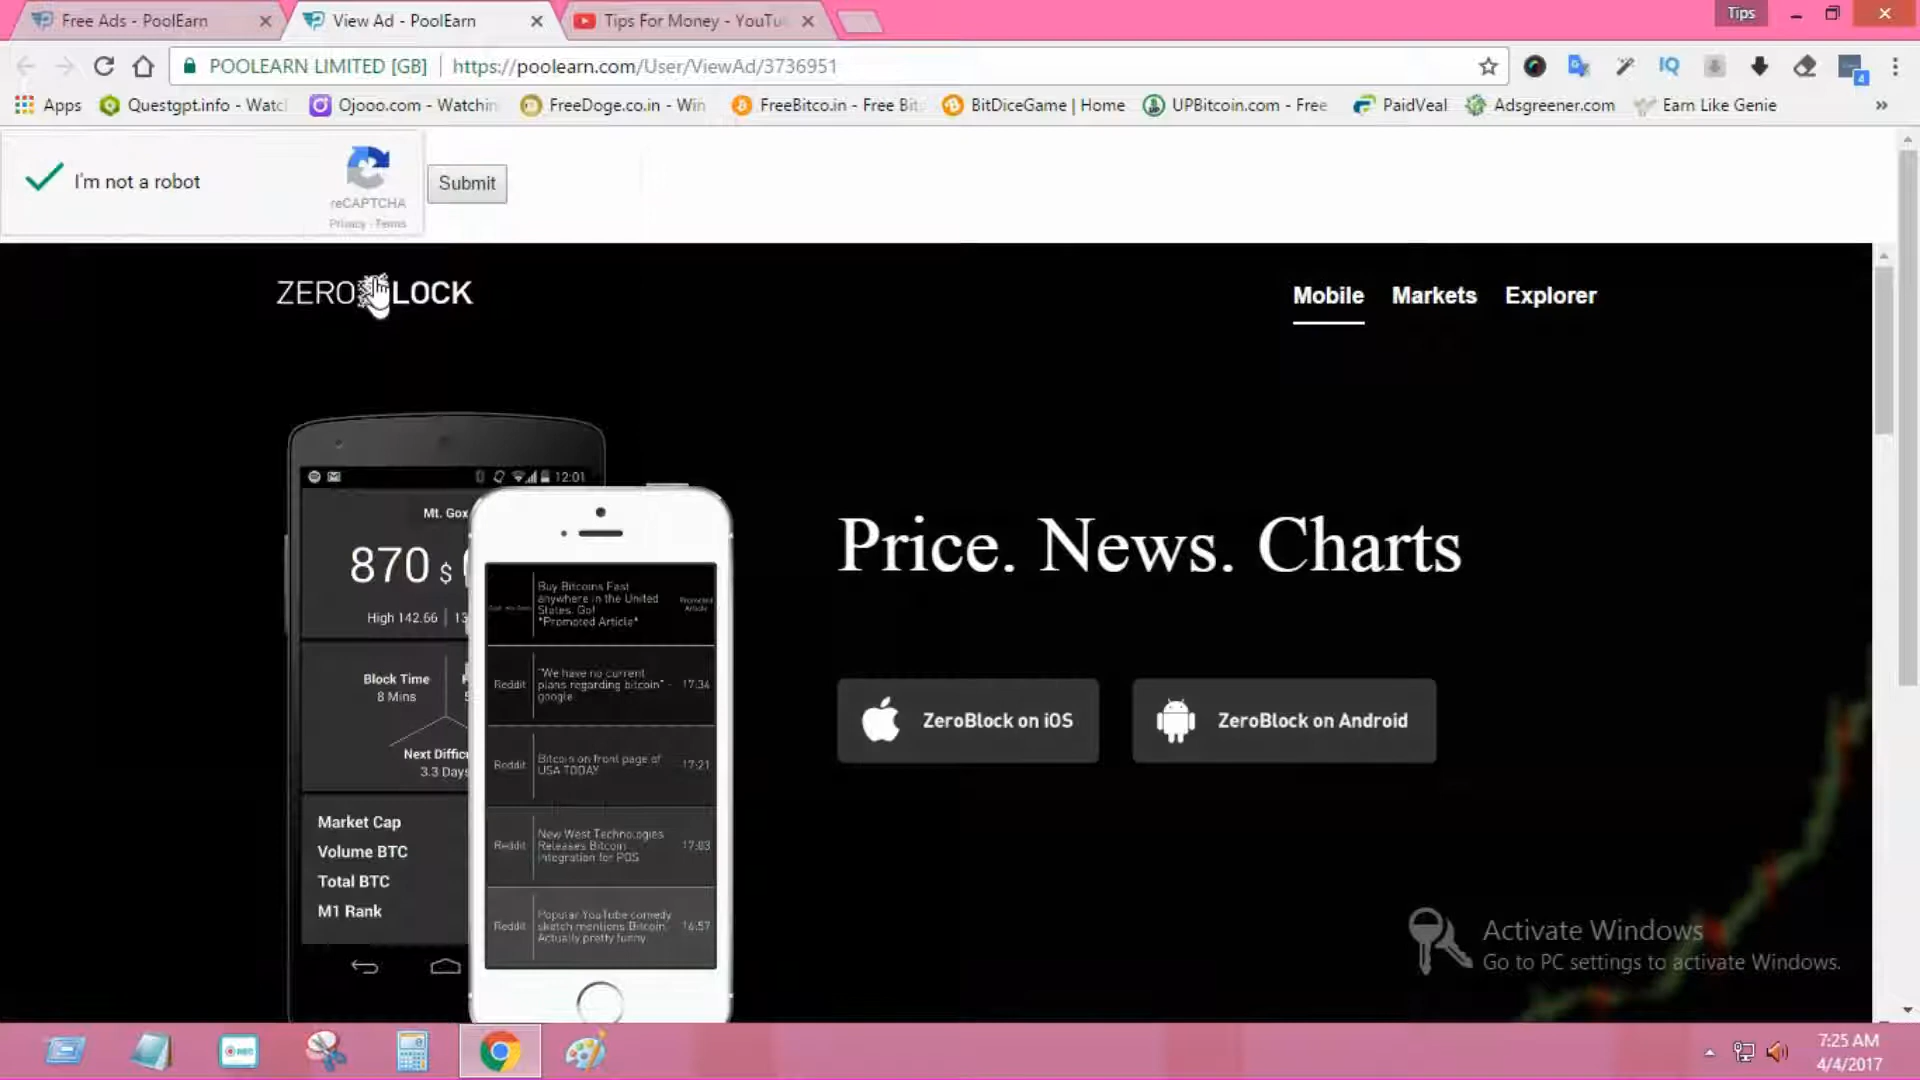 Free Ads - PoolEarn
View Ad - PoolEarn
Tips For Money - YouTu
Tips
POOLEARN LIMITED [GB]
https://poolearn.com/User/ViewAd/3736951
Apps
Questgpt.info - Watcl
Ojooo.com - Watchin
FreeDoge.co.in - Win
FreeBitco.in - Free Bit
BitDiceGame | Home
UPBitcoin.com - Free
PaidVeal
Adsgreener.com
Earn Like Genie
I'm not a robot
reCAPTCHA
Privacy - Terms
Submit
ZERO LOCK
Mobile
Markets
Explorer
12:01
Mt. Gox
870 $
High 142.66
Block Time
8 Mins
Next Difficu
3.3 Days
Market Cap
Volume BTC
Total BTC
M1 Rank
Buy Bitcoins Fast
anywhere in the United
States. Go!
*Promoted Article*
Promoted
Article
Reddit
"We have no current
plans regarding bitcoin" -
google
17:34
Reddit
Bitcoin on front page of
USA TODAY
17:21
Reddit
New West Technologies
Releases Bitcoin
Integration for POS
17:03
Reddit
Popular YouTube comedy
sketch mentions Bitcoin.
Actually pretty funny.
16:57
Price. News. Charts
ZeroBlock on iOS
ZeroBlock on Android
Activate Windows
Go to PC settings to activate Windows.
7:25 AM
4/4/2017